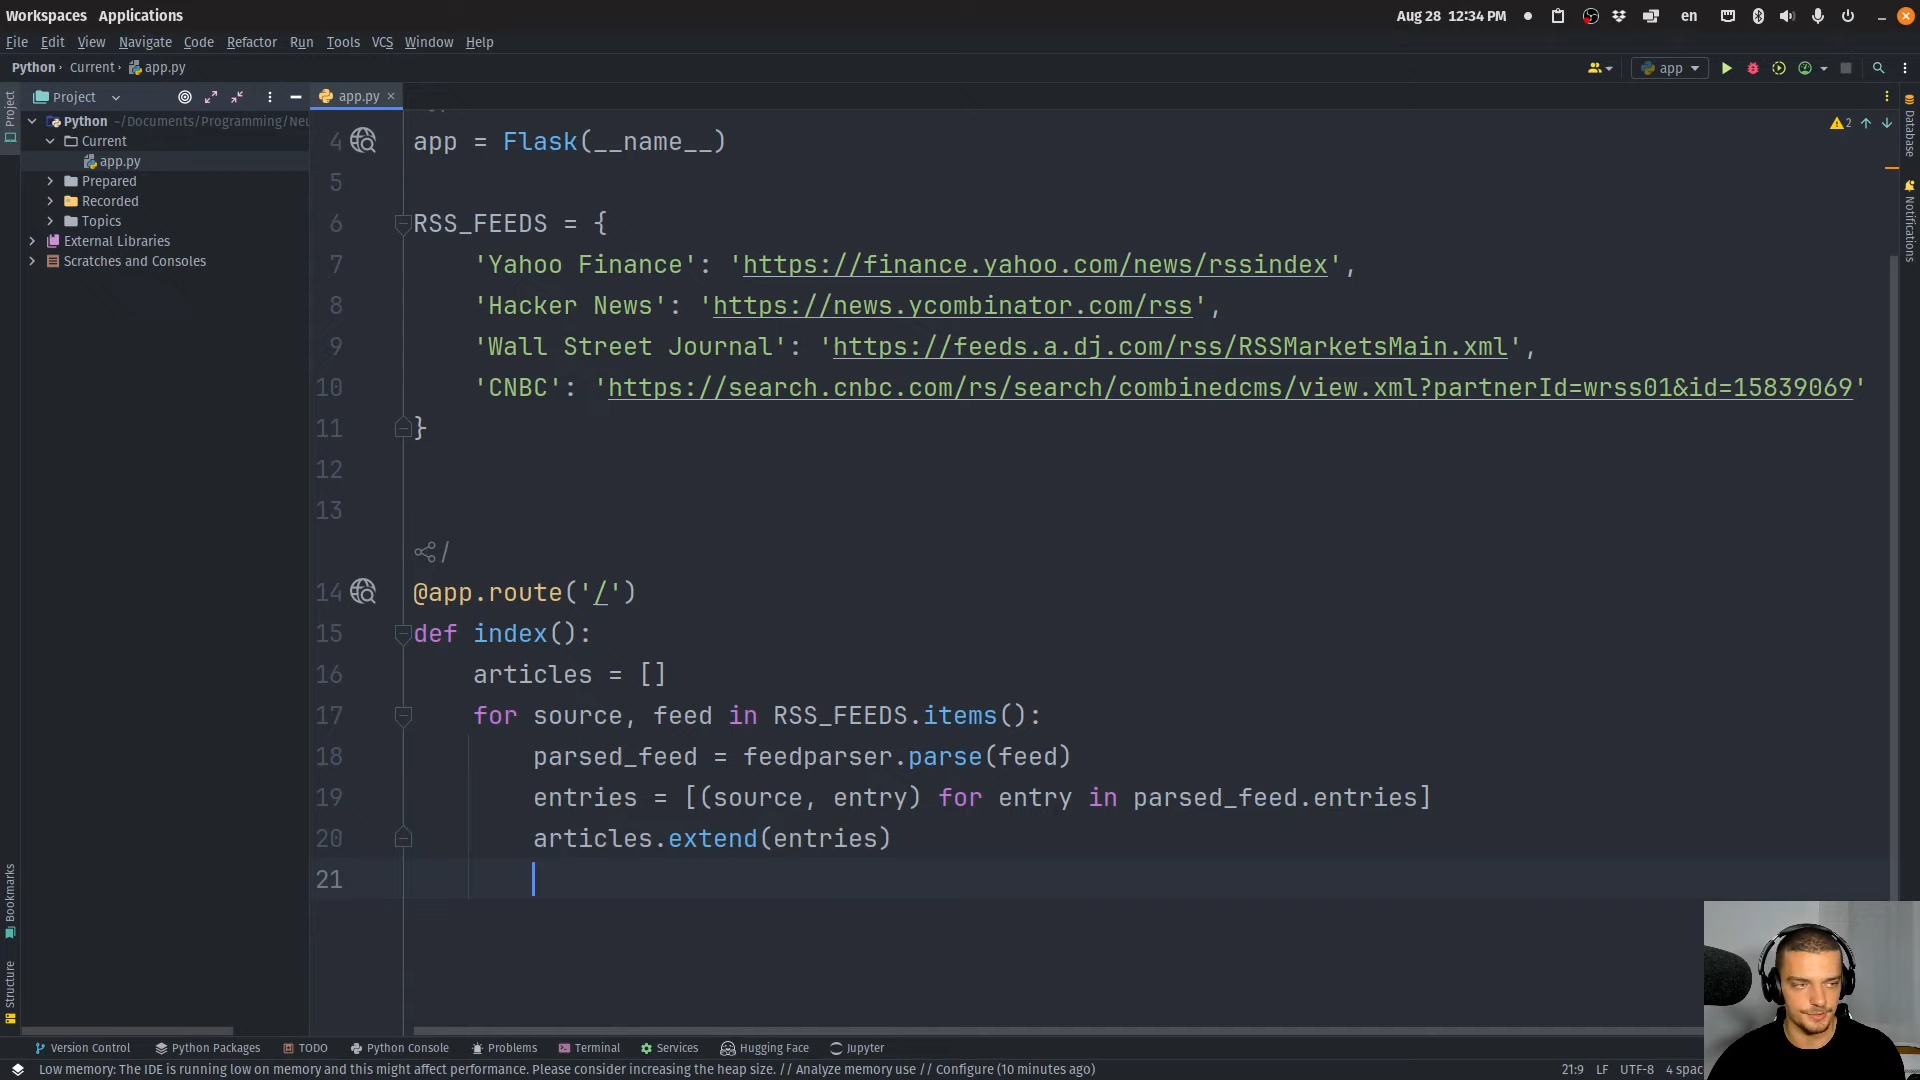 Workspaces Applications Aug 28 12:34 PM en
File Edit View Navigate Code Refactor Run Tools VCS Window Help
Python Current app.py app
Project app.py
Python ~/Documents/Programming/Neu
Current
app.py
Prepared
Recorded
Topics
External Libraries
Scratches and Consoles
2
4 app = Flask(__name__)
5
6 RSS_FEEDS = {
7 'Yahoo Finance': 'https://finance.yahoo.com/news/rssindex',
8 'Hacker News': 'https://news.ycombinator.com/rss',
9 'Wall Street Journal': 'https://feeds.a.dj.com/rss/RSSMarketsMain.xml',
10 'CNBC': 'https://search.cnbc.com/rs/search/combinedcms/view.xml?partnerId=wrss01&id=15839069'
11 }
12
13
/
14 @app.route('/')
15 def index():
16 articles = []
17 for source, feed in RSS_FEEDS.items():
18 parsed_feed = feedparser.parse(feed)
19 entries = [(source, entry) for entry in parsed_feed.entries]
20 articles.extend(entries)
21
Project
Bookmarks
Structure
Database
Notifications
Version Control Python Packages TODO Python Console Problems Terminal Services Hugging Face Jupyter
Low memory: The IDE is running low on memory and this might affect performance. Please consider increasing the heap size. // Analyze memory use // Configure (10 minutes ago) 21:9 LF UTF-8 4 spac